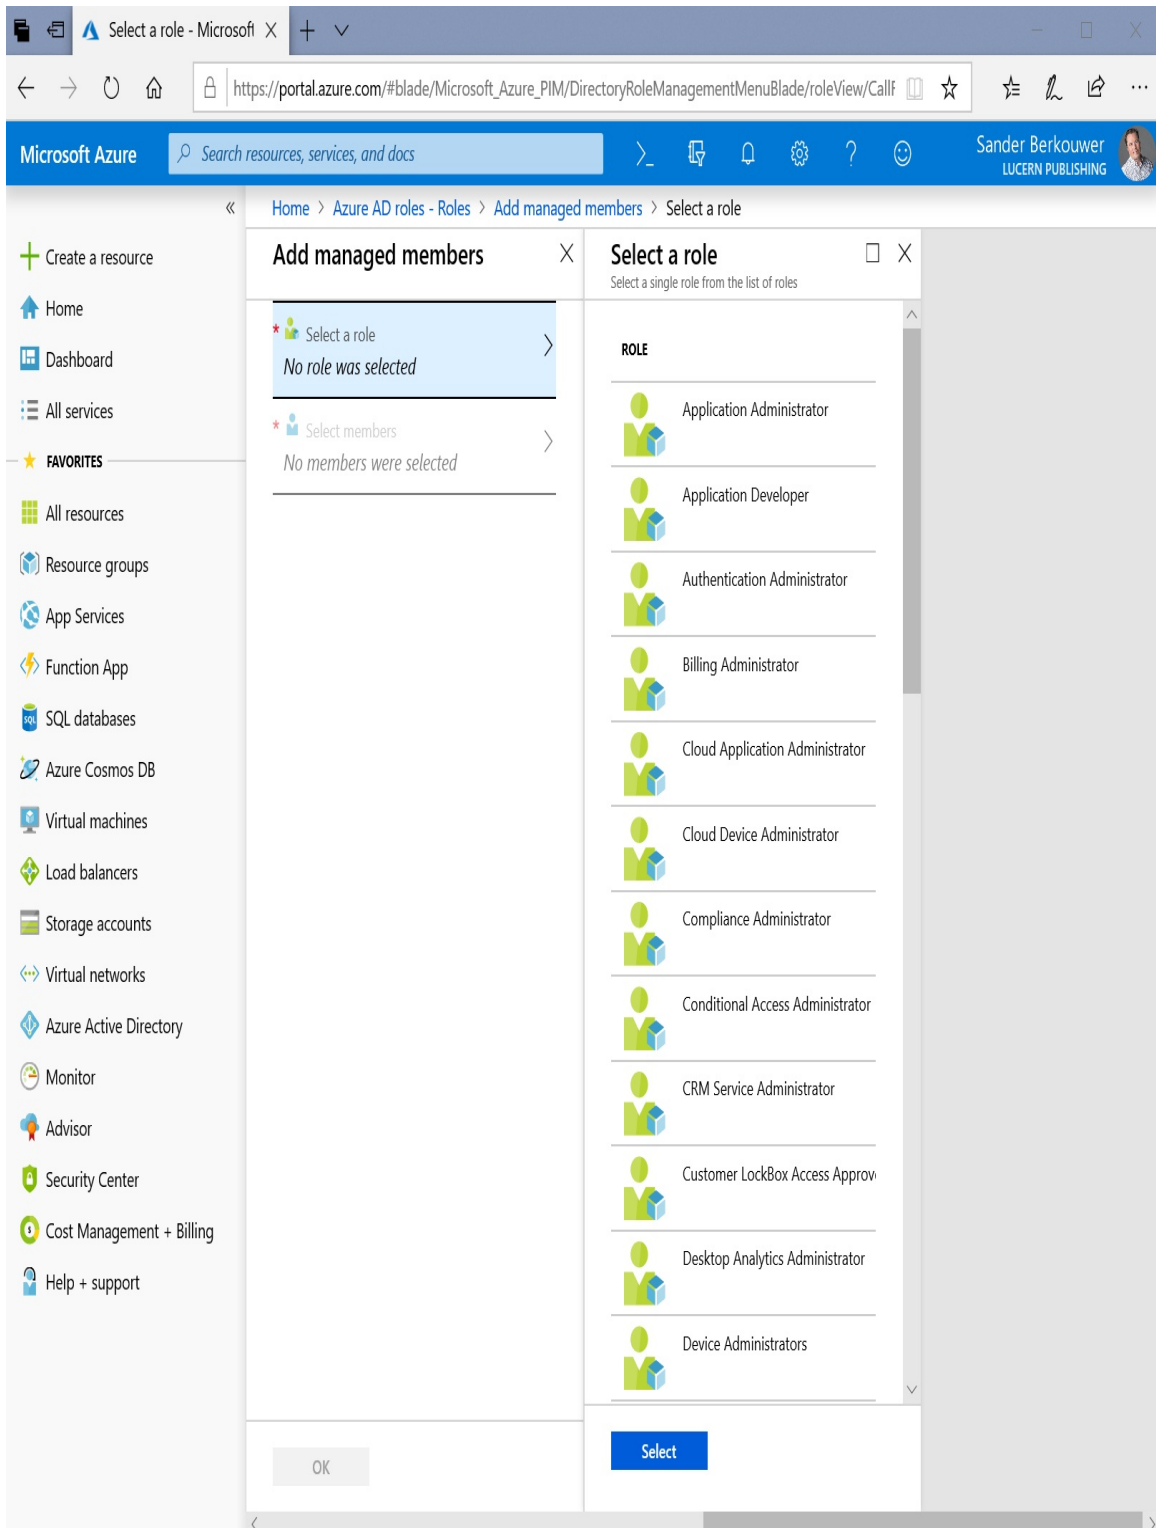 Select a role - Microsoft
https://portal.azure.com/#blade/Microsoft_Azure_PIM/DirectoryRoleManagementMenuBlade/roleView/CallF
Microsoft Azure
Search resources, services, and docs
Sander Berkouwer
LUCERN PUBLISHING
Home > Azure AD roles - Roles > Add managed members > Select a role
Create a resource
Home
Dashboard
All services
FAVORITES
All resources
Resource groups
App Services
Function App
SQL databases
Azure Cosmos DB
Virtual machines
Load balancers
Storage accounts
Virtual networks
Azure Active Directory
Monitor
Advisor
Security Center
Cost Management + Billing
Help + support
Add managed members
* Select a role
No role was selected
* Select members
No members were selected
OK
Select a role
Select a single role from the list of roles
ROLE
Application Administrator
Application Developer
Authentication Administrator
Billing Administrator
Cloud Application Administrator
Cloud Device Administrator
Compliance Administrator
Conditional Access Administrator
CRM Service Administrator
Customer LockBox Access Approve
Desktop Analytics Administrator
Device Administrators
Select